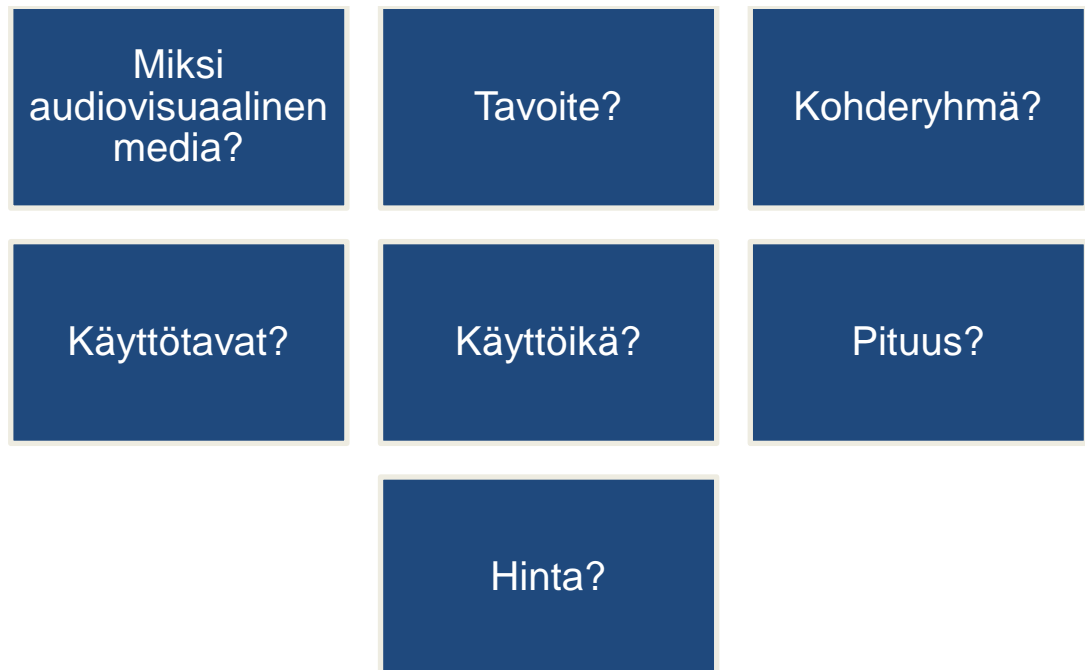 Miksi
audiovisuaalinen
media?
Tavoite?
Kohderyhmä?
Käyttötavat?
Käyttöikä?
Pituus?
Hinta?